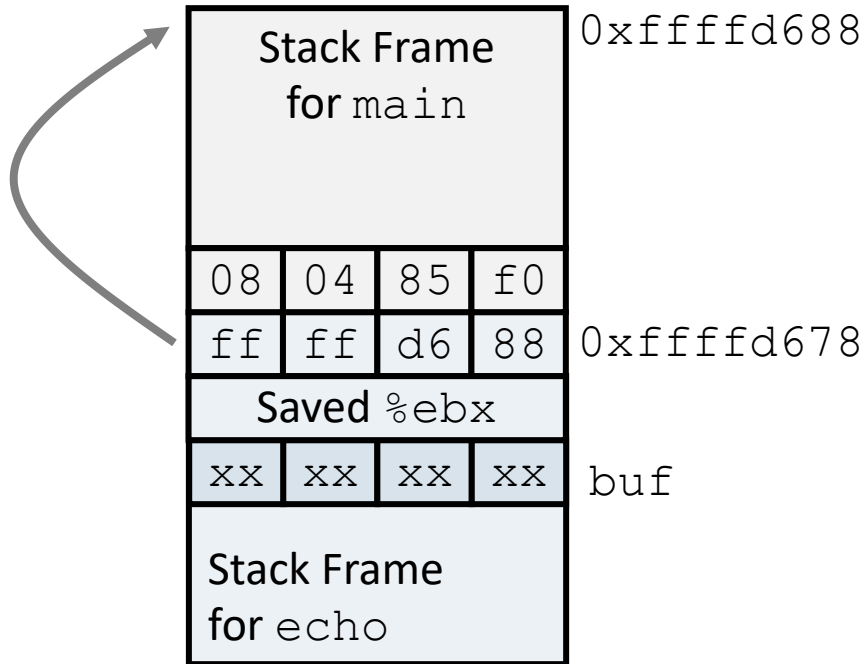 Stack Frame
for main
0xffffd688
08 04 85 f0
ff ff d6 88 0xffffd678
Saved %ebx
xx xx xx xx buf
Stack Frame
for echo